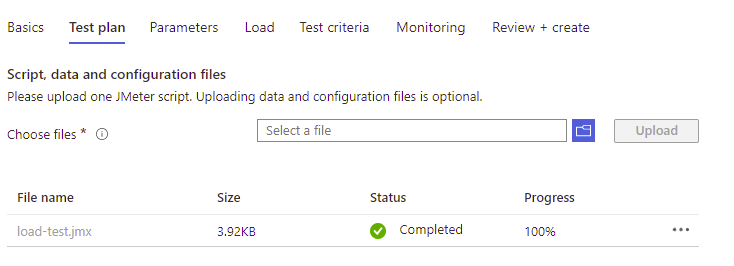 Basics Test plan Parameters Load Test criteria Monitoring Review + create
Script, data and configuration files
Please upload one JMeter script. Uploading data and configuration files is optional.
Choose files * Select a file Upload
File name Size Status Progress
load-test.jmx 3.92KB Completed 100%